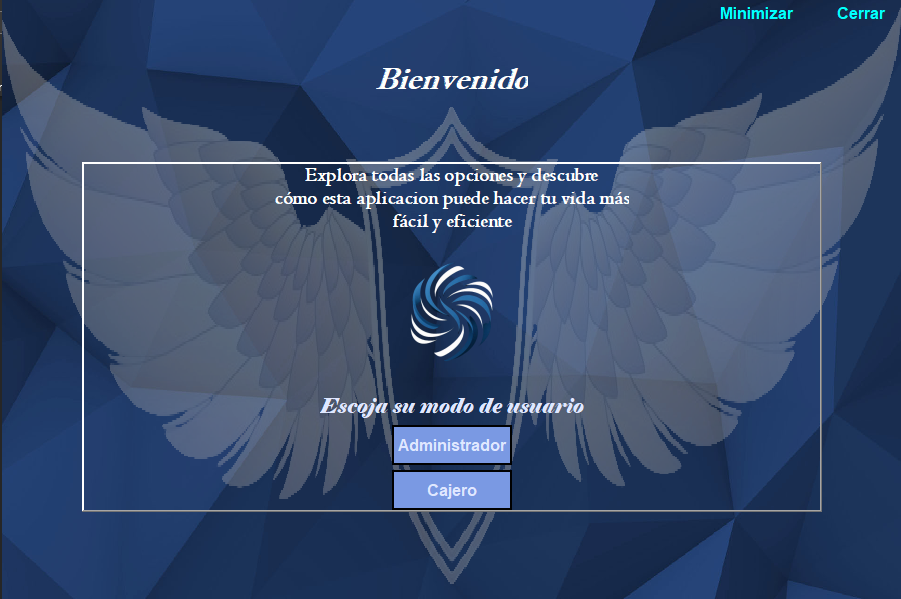 Minimizar Cerrar
Bienvenido
Explora todas las opciones y descubre
cómo esta aplicacion puede hacer tu vida más
fácil y eficiente
Escoja su modo de usuario
Administrador
Cajero